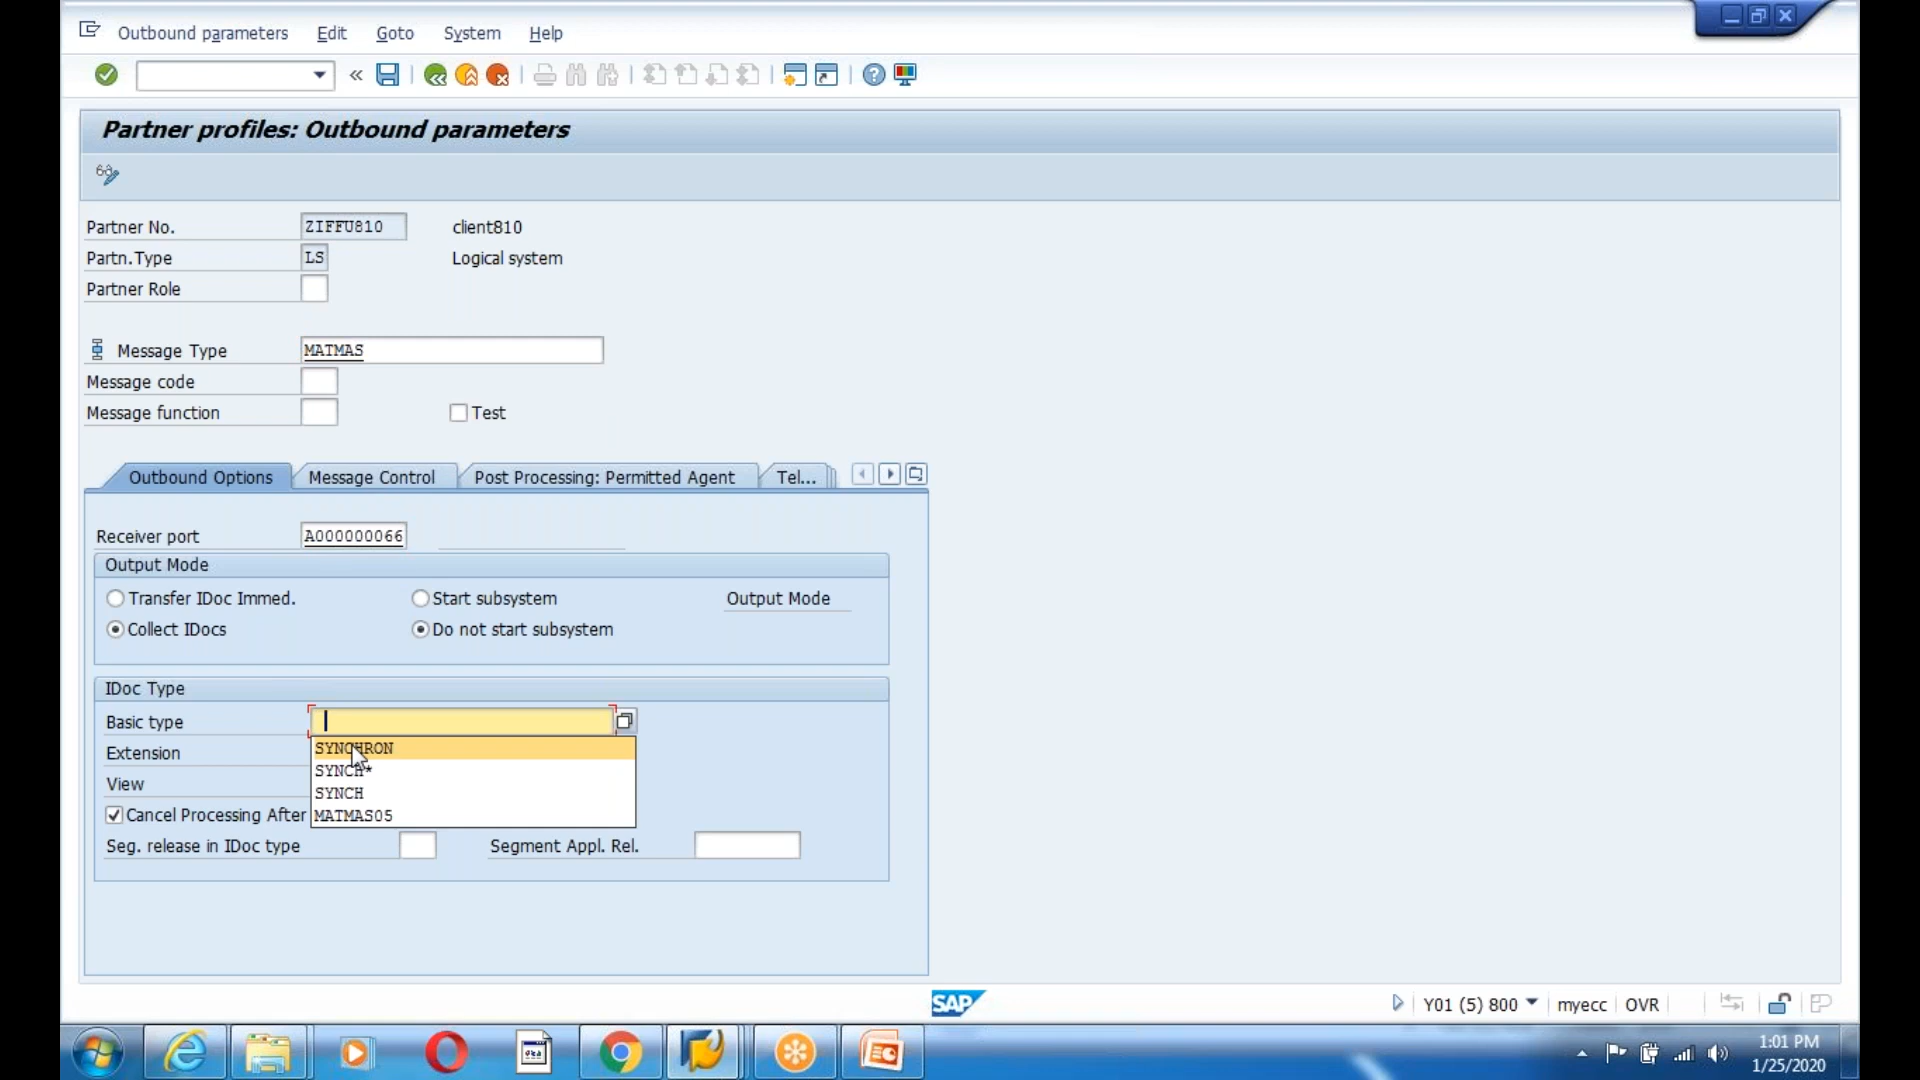 Outbound parameters Edit Goto System Help
Partner profiles: Outbound parameters
Partner No. ZIFFU810 client810
Partn.Type LS Logical system
Partner Role
Message Type MATMAS
Message code
Message function Test
Outbound Options Message Control Post Processing: Permitted Agent Tel...
Receiver port A000000066
Output Mode
Transfer IDoc Immed. Start subsystem Output Mode
Collect IDocs Do not start subsystem
IDoc Type
Basic type
SYNCHRON
Extension
SYNCH*
View
SYNCH
Cancel Processing After
MATMAS05
Seg. release in IDoc type Segment Appl. Rel.
SAP Y01 (5) 800 myecc OVR
1:01 PM
1/25/2020